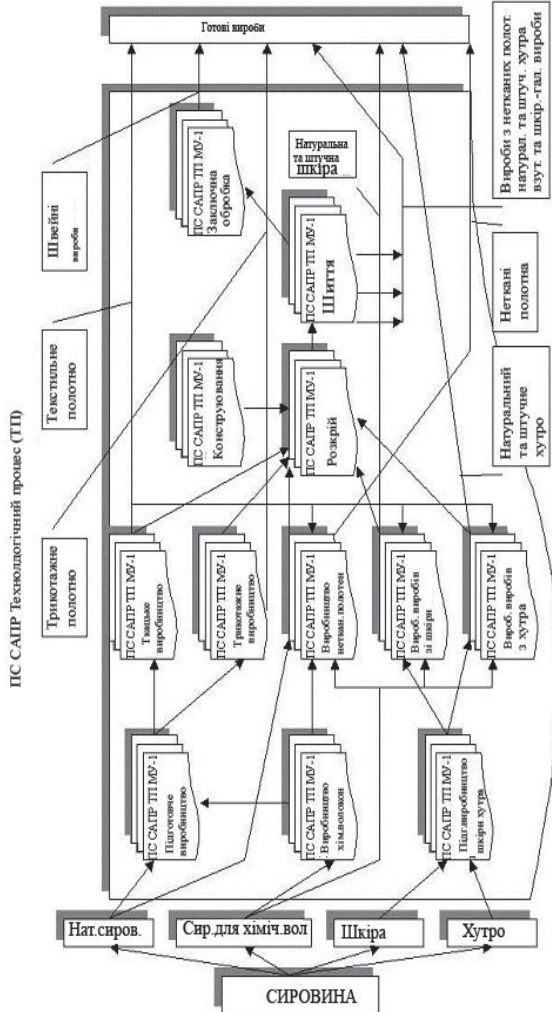 ПС САПР Технолдогічний процес (ТП)
Трикотажне
полотно
Текстильне
полотно
Швейні
вироби
Готові вироби
ПС САПР ТП МУ-1
Ткацьке
виробництво
ПС САПР ТП МУ-1
Заключна
обробка
ПС САПР ТП МУ-1
Підготовче
виробництво
ПС САПР ТП МУ-1
Трикотажне
виробництво
ПС САПР ТП МУ-1
Конструювання
Натуральна
та штучна
шкіра
ПС САПР ТП МУ-1
Виробництво
хім.волокон
ПС САПР ТП МУ-1
Виробництво
неткан.полотен
ПС САПР ТП МУ-1
Розкрій
ПС САПР ТП МУ-1
Шиття
ПС САПР ТП МУ-1
Вироб. виробів
зі шкіри
ПС САПР ТП МУ-1
Підг.виробництво
шкіри хутра
ПС САПР ТП МУ-1
Вироб. виробів
з хутра
Нат.сиров.
Сир.для хіміч.вол
Шкіра
Хутро
СИРОВИНА
Натуральний
та штучне
хутро
Неткані
полотна
Вироби з нетканих полот.
натурал. та штуч. хутра
взут. та шкір.-гал. вироби